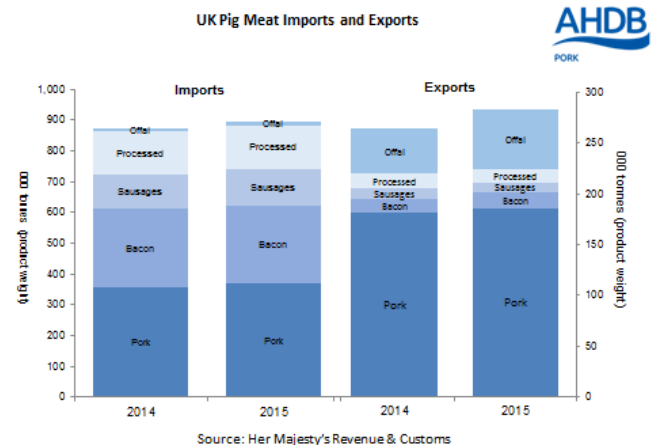 UK Pig Meat Imports and Exports
AHDB
PORK
Imports
Exports
1,000
900
800
700
600
500
400
300
200
100
0
000 tonnes (product weight)
Offal
Processed
Sausages
Bacon
Pork
Offal
Processed
Sausages
Bacon
Pork
Offal
Processed
Sausages
Bacon
Pork
Offal
Processed
Sausages
Bacon
Pork
300
250
200
150
100
50
0
000 tonnes (product weight)
2014
2015
2014
2015
Source: Her Majesty's Revenue & Customs